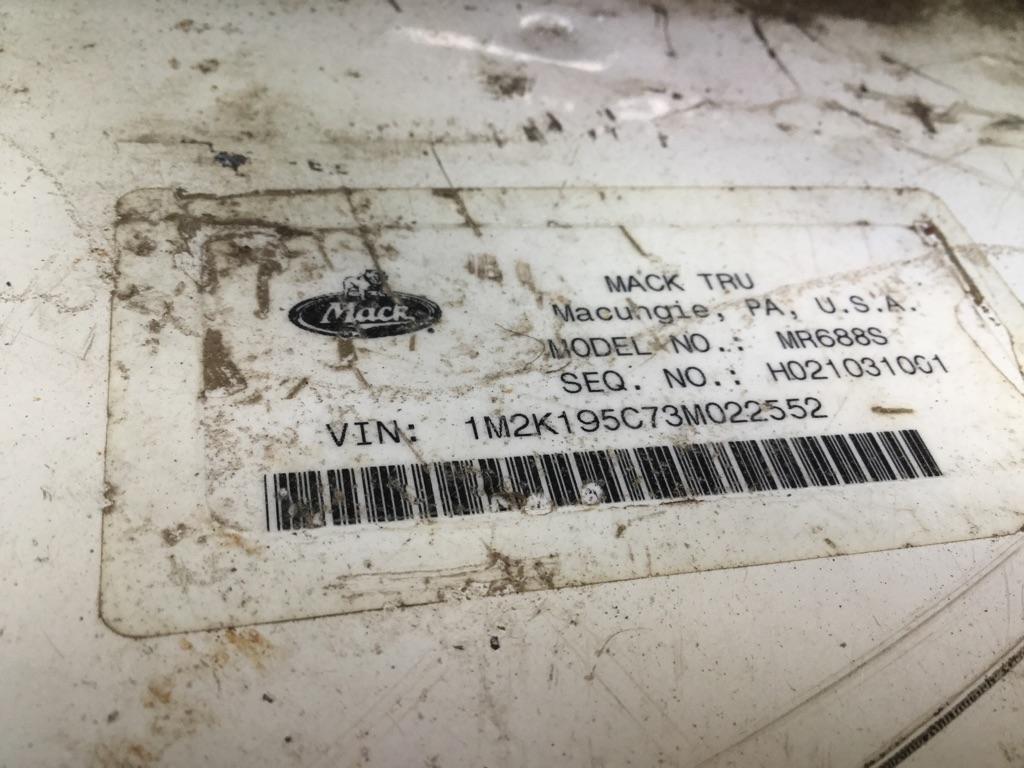 Mack
MACK TRU
Macungie, PA, U.S.A.
MODEL NO.: MR688S
SEQ. NO.: H021031001
VIN: 1M2K195C73M022552